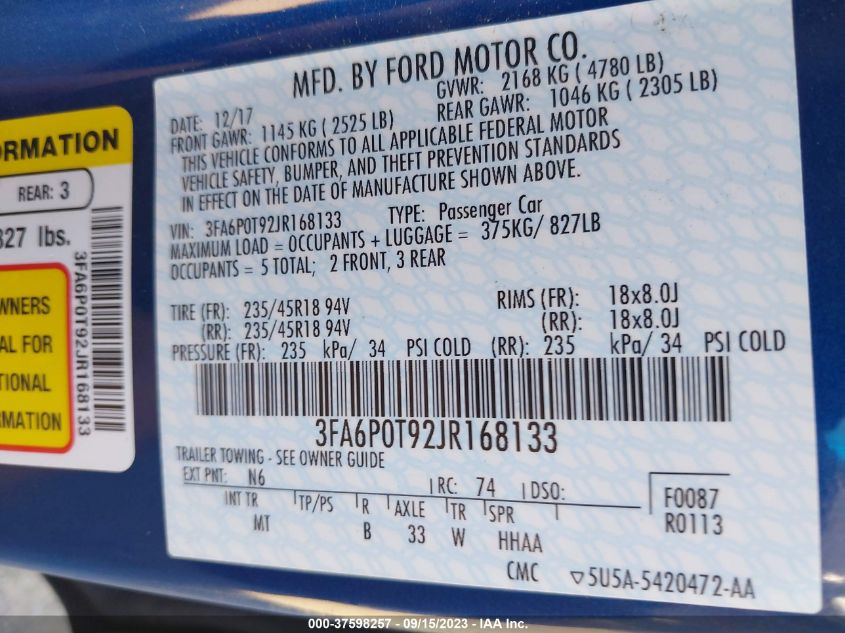 ORMATION
REAR: 3
827 lbs.
WNERS
AL FOR
TIONAL
RMATION
3FA6P0T92JR168133
MFD. BY FORD MOTOR CO.
DATE: 12/17 GVWR: 2168 KG ( 4780 LB)
FRONT GAWR: 1145 KG ( 2525 LB) REAR GAWR: 1046 KG ( 2305 LB)
THIS VEHICLE CONFORMS TO ALL APPLICABLE FEDERAL MOTOR
VEHICLE SAFETY, BUMPER, AND THEFT PREVENTION STANDARDS
IN EFFECT ON THE DATE OF MANUFACTURE SHOWN ABOVE.
VIN: 3FA6P0T92JR168133 TYPE: Passenger Car
MAXIMUM LOAD = OCCUPANTS + LUGGAGE = 375KG/ 827LB
OCCUPANTS = 5 TOTAL; 2 FRONT, 3 REAR
TIRE (FR): 235/45R18 94V RIMS (FR): 18x8.0J
(RR): 235/45R18 94V (RR): 18x8.0J
PRESSURE (FR): 235 kPa/ 34 PSI COLD (RR): 235 kPa/ 34 PSI COLD
3FA6P0T92JR168133
TRAILER TOWING - SEE OWNER GUIDE
EXT PNT: N6 RC: 74 DSO:
INT TR TP/PS R AXLE TR SPR
MT B 33 W HHAA
F0087
R0113
CMC ▽5U5A-5420472-AA
000-37598257 - 09/15/2023 - IAA Inc.